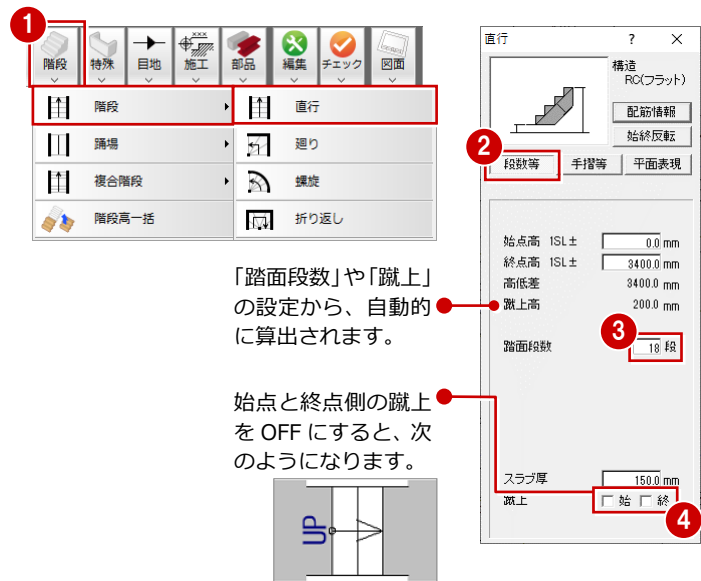 1
階段
特殊
目地
施工
部品
編集
チェック
図面
階段
直行
踊場
廻り
複合階段
螺旋
階段高一括
折り返し
「踏面段数」や「蹴上」
の設定から、自動的
に算出されます。
始点と終点側の蹴上
を OFF にすると、次
のようになります。
UP
直行 ? ×
構造
RC(フラット)
配筋情報
始終反転
2
段数等 手摺等 平面表現
始点高 1SL± 0.0 mm
終点高 1SL± 3400.0 mm
高低差 3400.0 mm
蹴上高 200.0 mm
3
踏面段数 18 段
スラブ厚 150.0 mm
蹴上 始 終
4